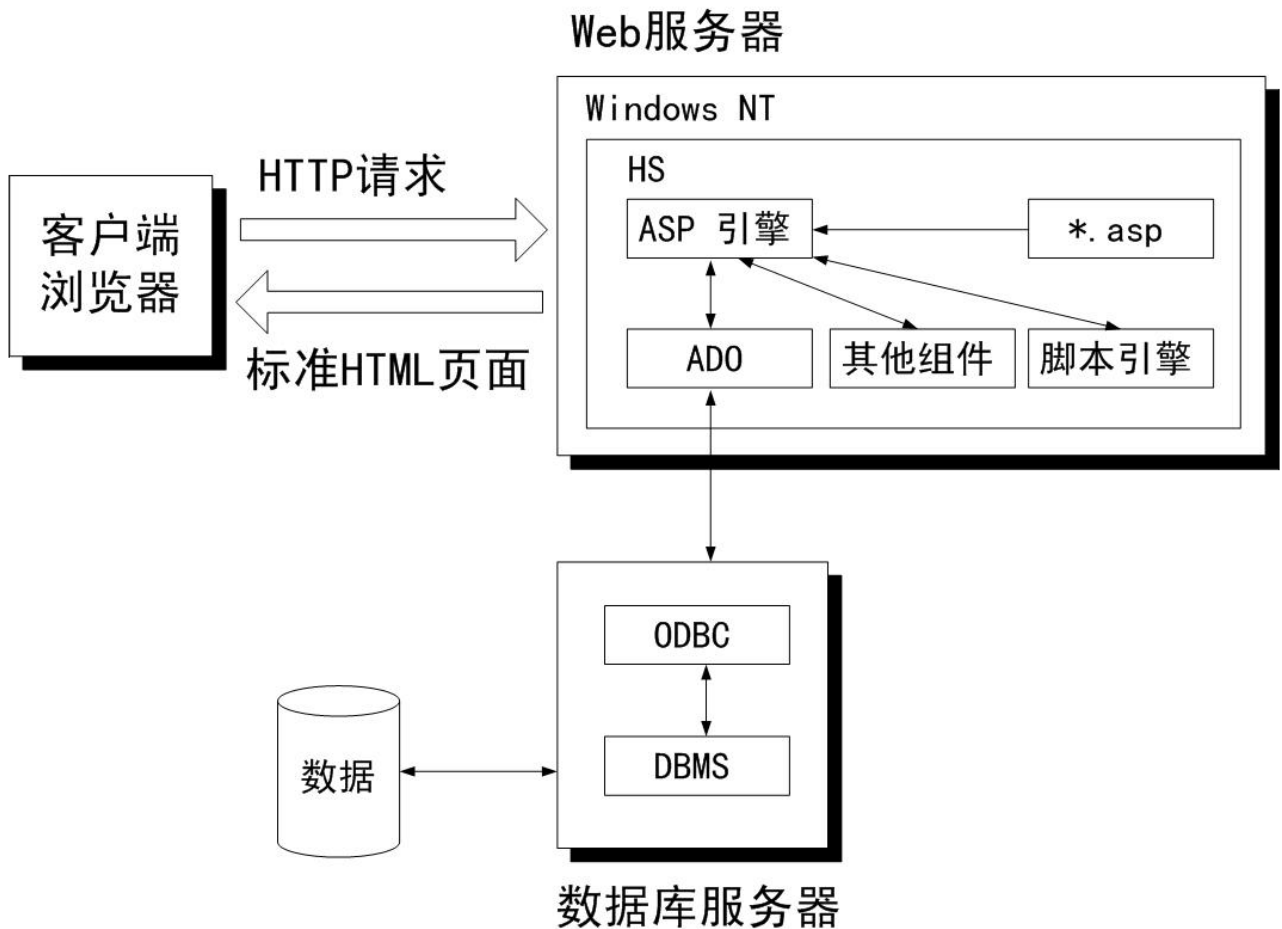 Web服务器
Windows NT
HS
HTTP请求
客户端
浏览器
ASP 引擎
*.asp
标准HTML页面
ADO
其他组件
脚本引擎
ODBC
数据
DBMS
数据库服务器